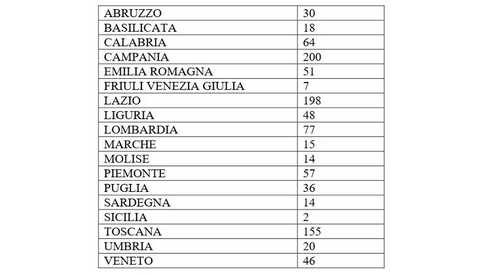 ABRUZZO 30
BASILICATA 18
CALABRIA 64
CAMPANIA 200
EMILIA ROMAGNA 51
FRIULI VENEZIA GIULIA 7
LAZIO 198
LIGURIA 48
LOMBARDIA 77
MARCHE 15
MOLISE 14
PIEMONTE 57
PUGLIA 36
SARDEGNA 14
SICILIA 2
TOSCANA 155
UMBRIA 20
VENETO 46